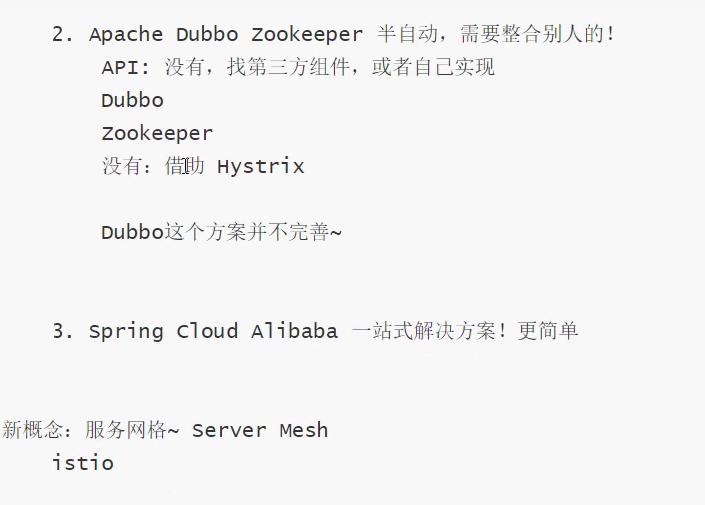 2. Apache Dubbo Zookeeper 半自动，需要整合别人的！
API: 没有，找第三方组件，或者自己实现
Dubbo
Zookeeper
没有：借助 Hystrix
Dubbo这个方案并不完善~
3. Spring Cloud Alibaba 一站式解决方案！更简单
新概念：服务网格~ Server Mesh
istio